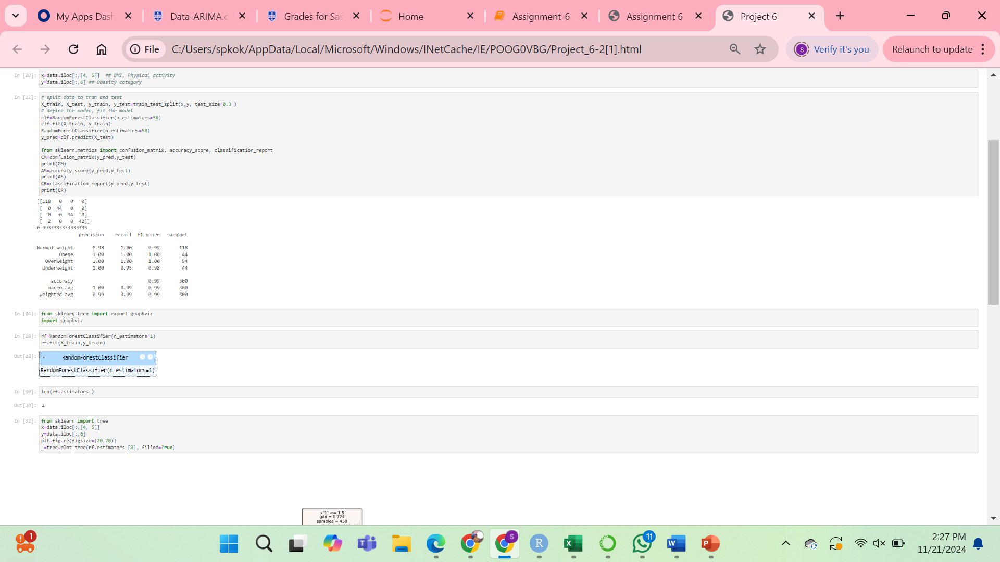 My Apps Dash
Data-ARIMA.c
Grades for Sas
Home
Assignment-6
Assignment 6
Project 6
File
C:/Users/spkok/AppData/Local/Microsoft/Windows/INetCache/IE/POOG0VBG/Project_6-2[1].html
S
Verify it's you
Relaunch to update
In [20]:
x=data.iloc[:,[4, 5]]  ## BMI, Physical activity
y=data.iloc[:,6] ## Obesity category
In [22]:
# split data to tran and test
X_train, X_test, y_train, y_test=train_test_split(x,y, test_size=0.3 )
# define the model, fit the model
clf=RandomForestClassifier(n_estimators=50)
clf.fit(X_train, y_train)
RandomForestClassifier(n_estimators=50)
y_pred=clf.predict(X_test)
from sklearn.metrics import confusion_matrix, accuracy_score, classification_report
CM=confusion_matrix(y_pred,y_test)
print(CM)
AS=accuracy_score(y_pred,y_test)
print(AS)
CR=classification_report(y_pred,y_test)
print(CR)
[[118   0   0   0]
[  0  44   0   0]
[  0   0  94   0]
[  2   0   0  42]]
0.9933333333333333
precision    recall  f1-score   support
Normal weight       0.98      1.00      0.99       118
Obese       1.00      1.00      1.00        44
Overweight       1.00      1.00      1.00        94
Underweight       1.00      0.95      0.98        44
accuracy                           0.99       300
macro avg       1.00      0.99      0.99       300
weighted avg       0.99      0.99      0.99       300
In [24]:
from sklearn.tree import export_graphviz
import graphviz
In [28]:
rf=RandomForestClassifier(n_estimators=1)
rf.fit(X_train,y_train)
Out[28]:
RandomForestClassifier
RandomForestClassifier(n_estimators=1)
In [30]:
len(rf.estimators_)
Out[30]:
1
In [32]:
from sklearn import tree
x=data.iloc[:,[4, 5]]
y=data.iloc[:,6]
plt.figure(figsize=(20,20))
_=tree.plot_tree(rf.estimators_[0], filled=True)
x[1] <= 1.5
gini = 0.724
samples = 450
1
T
S
R
X
11
W
P
2:27 PM
11/21/2024